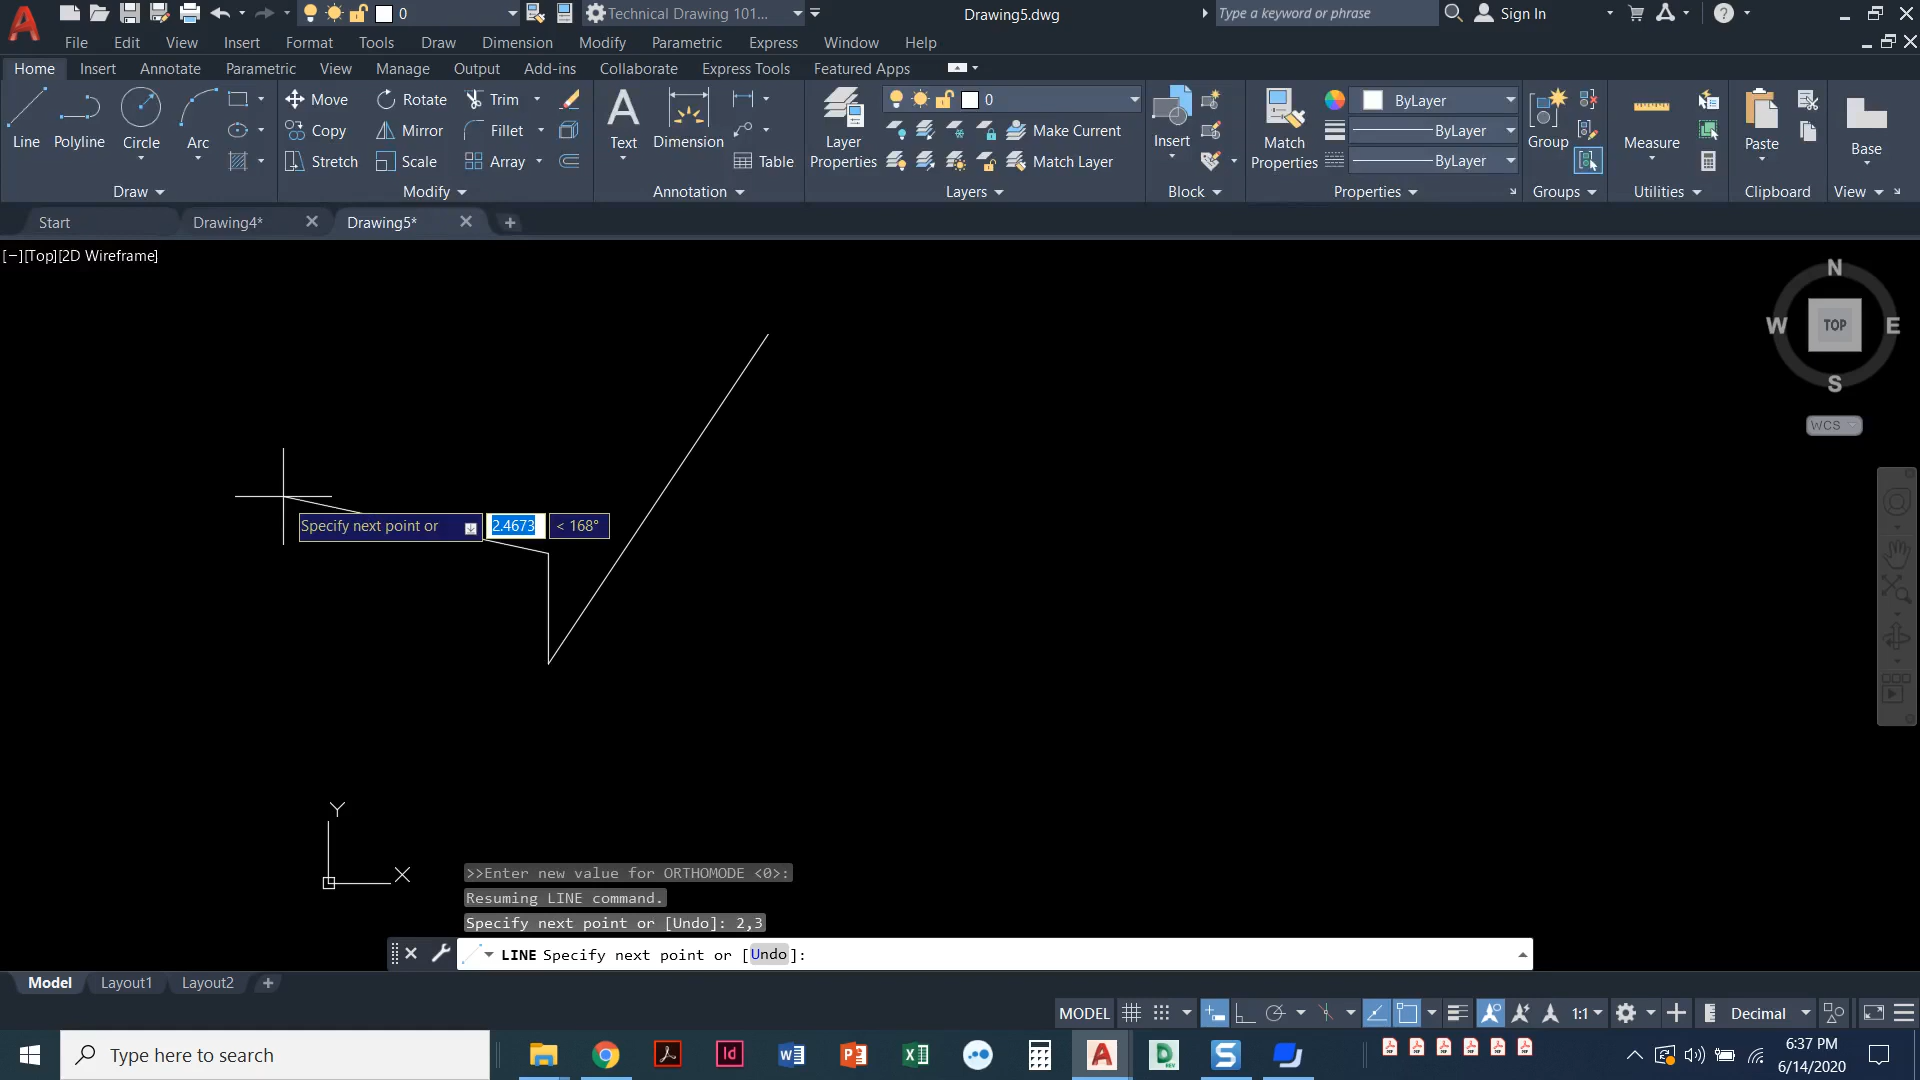 0
Technical Drawing 101...
Drawing5.dwg
Type a keyword or phrase
Sign In
File Edit View Insert Format Tools Draw Dimension Modify Parametric Express Window Help
Home Insert Annotate Parametric View Manage Output Add-ins Collaborate Express Tools Featured Apps
Line Polyline Circle Arc
Draw
Move Rotate Trim
Copy Mirror Fillet
Stretch Scale Array
Modify
Text Dimension Table
Annotation
Layer Properties
0
Make Current
Match Layer
Layers
Insert
Block
Match Properties
ByLayer
ByLayer
ByLayer
Properties
Group
Groups
Measure
Utilities
Paste
Clipboard
Base
View
Start Drawing4* Drawing5*
[−][Top][2D Wireframe]
N
W TOP E
S
WCS
Specify next point or 2.4673 < 168°
Y
X
>>Enter new value for ORTHOMODE <0>:
Resuming LINE command.
Specify next point or [Undo]: 2,3
LINE Specify next point or [Undo]:
Model Layout1 Layout2
MODEL 1:1 Decimal
Type here to search
6:37 PM
6/14/2020